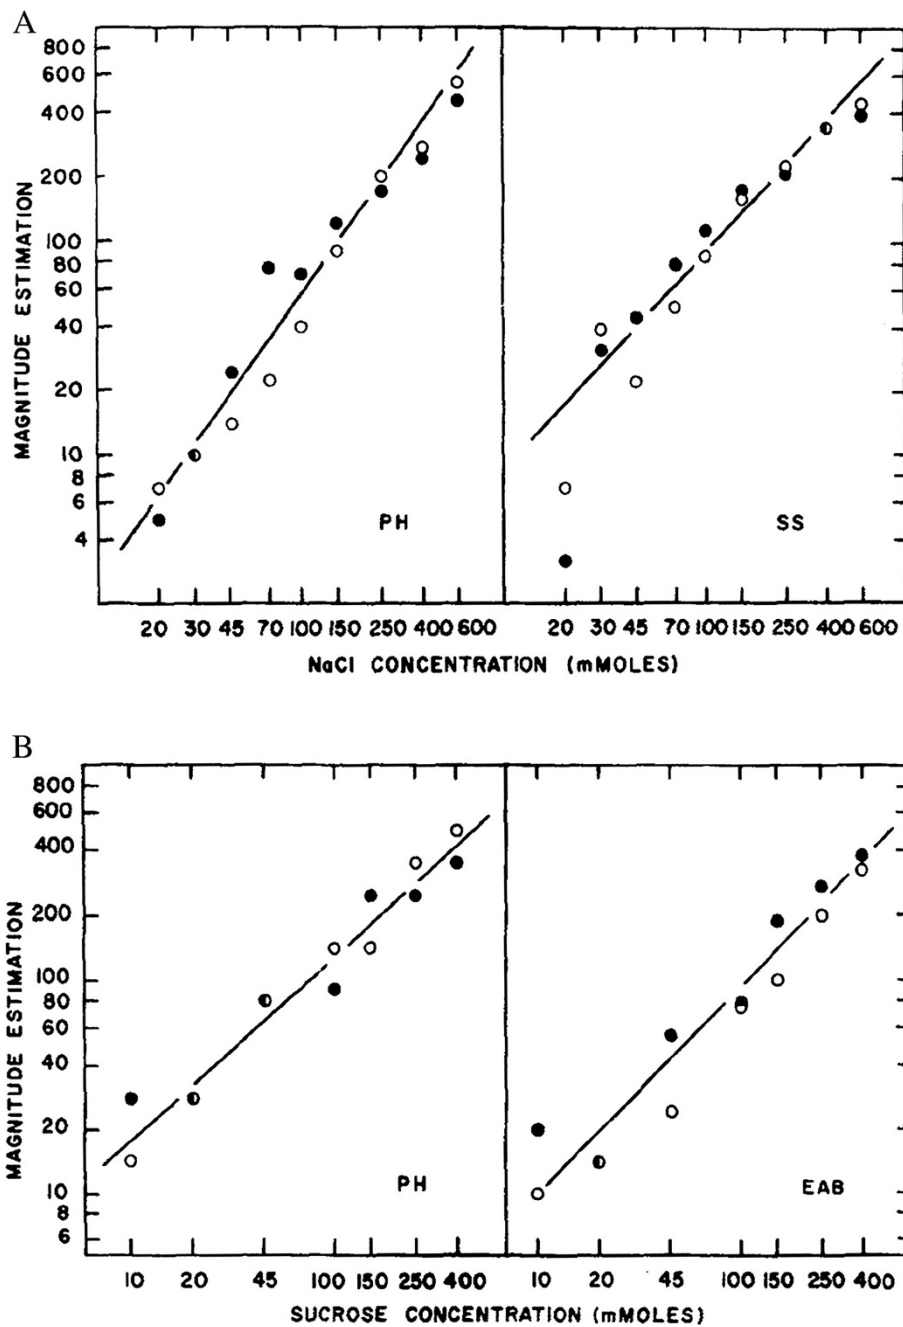 A
800
600
400
200
100
80
60
40
20
10
8
6
4
MAGNITUDE ESTIMATION
PH
SS
20 30 45 70 100 150 250 400 600
20 30 45 70 100 150 250 400 600
NaCl CONCENTRATION (mMOLES)
B
800
600
400
200
100
80
60
40
20
10
8
6
MAGNITUDE ESTIMATION
PH
EAB
10 20 45 100 150 250 400
10 20 45 100 150 250 400
SUCROSE CONCENTRATION (mMOLES)